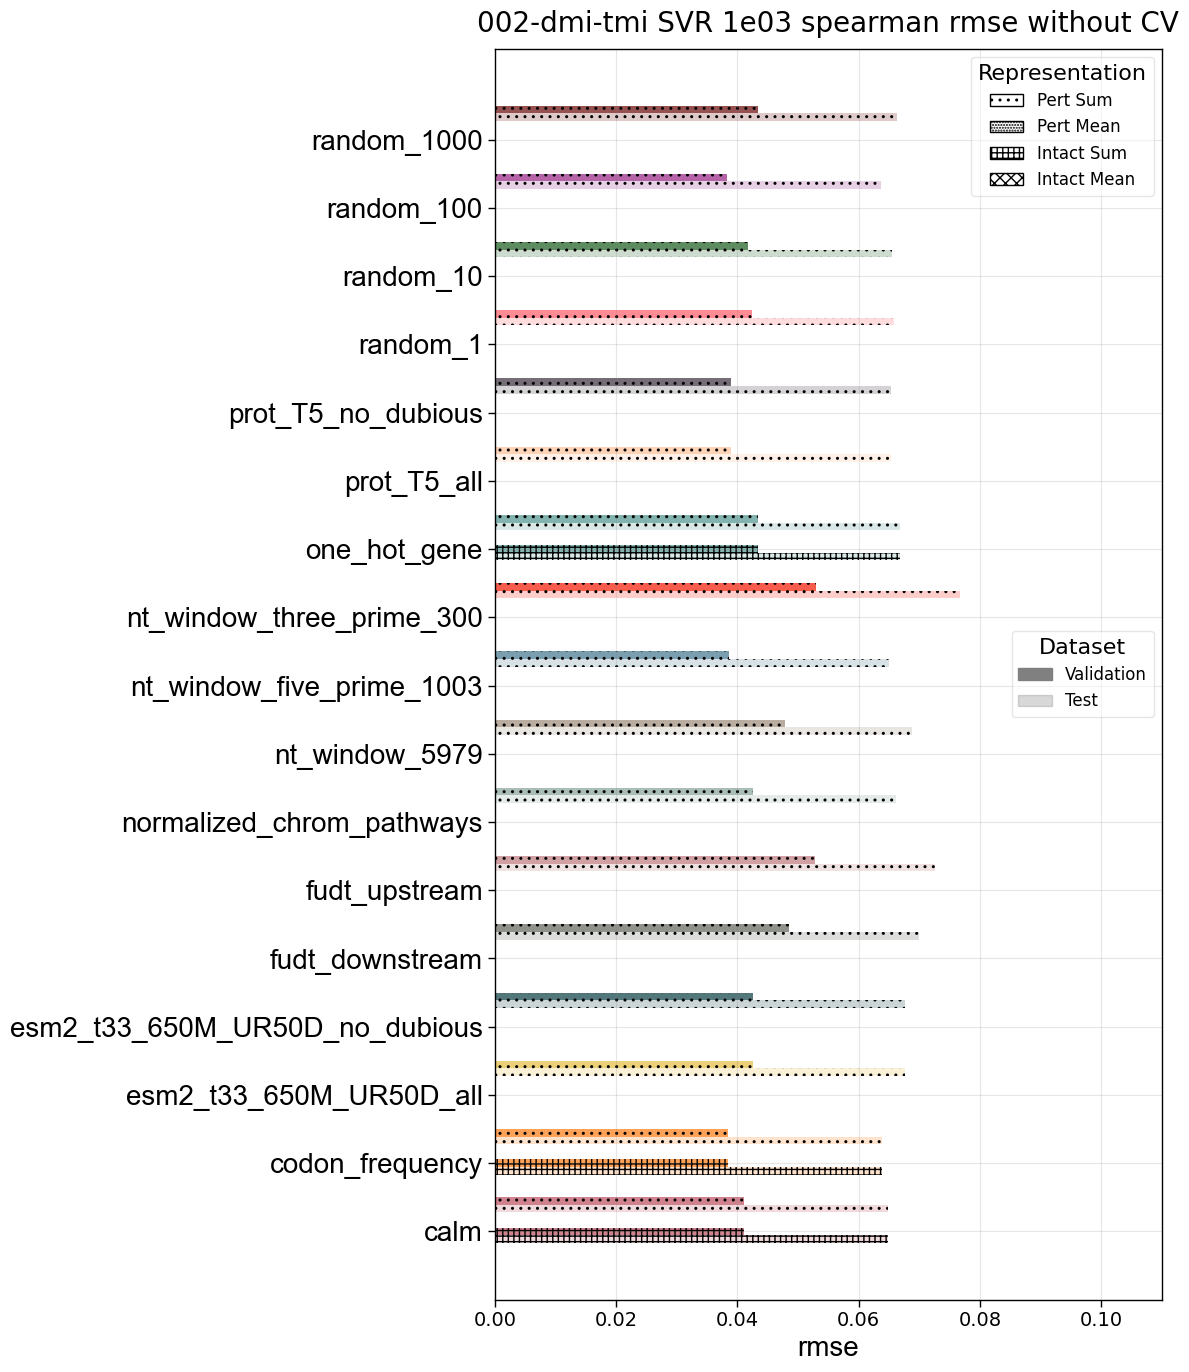 002-dmi-tmi SVR 1e03 spearman rmse without CV
Representation
Pert Sum
Pert Mean
Intact Sum
Intact Mean
random_1000
random_100
random_10
random_1
prot_T5_no_dubious
prot_T5_all
one_hot_gene
nt_window_three_prime_300
Dataset
Validation
Test
nt_window_five_prime_1003
nt_window_5979
normalized_chrom_pathways
fudt_upstream
fudt_downstream
esm2_t33_650M_UR50D_no_dubious
esm2_t33_650M_UR50D_all
codon_frequency
calm
0.00 0.02 0.04 0.06 0.08 0.10
rmse